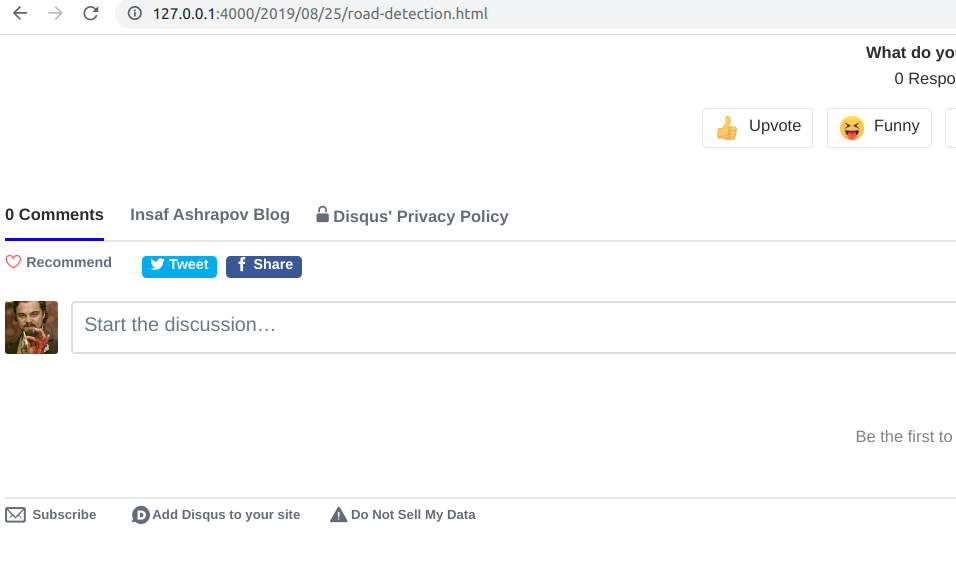 127.0.0.1:4000/2019/08/25/road-detection.html
What do yo
0 Respo
Upvote Funny
0 Comments Insaf Ashrapov Blog Disqus' Privacy Policy
Recommend Tweet Share
Start the discussion…
Be the first to
Subscribe Add Disqus to your site Do Not Sell My Data